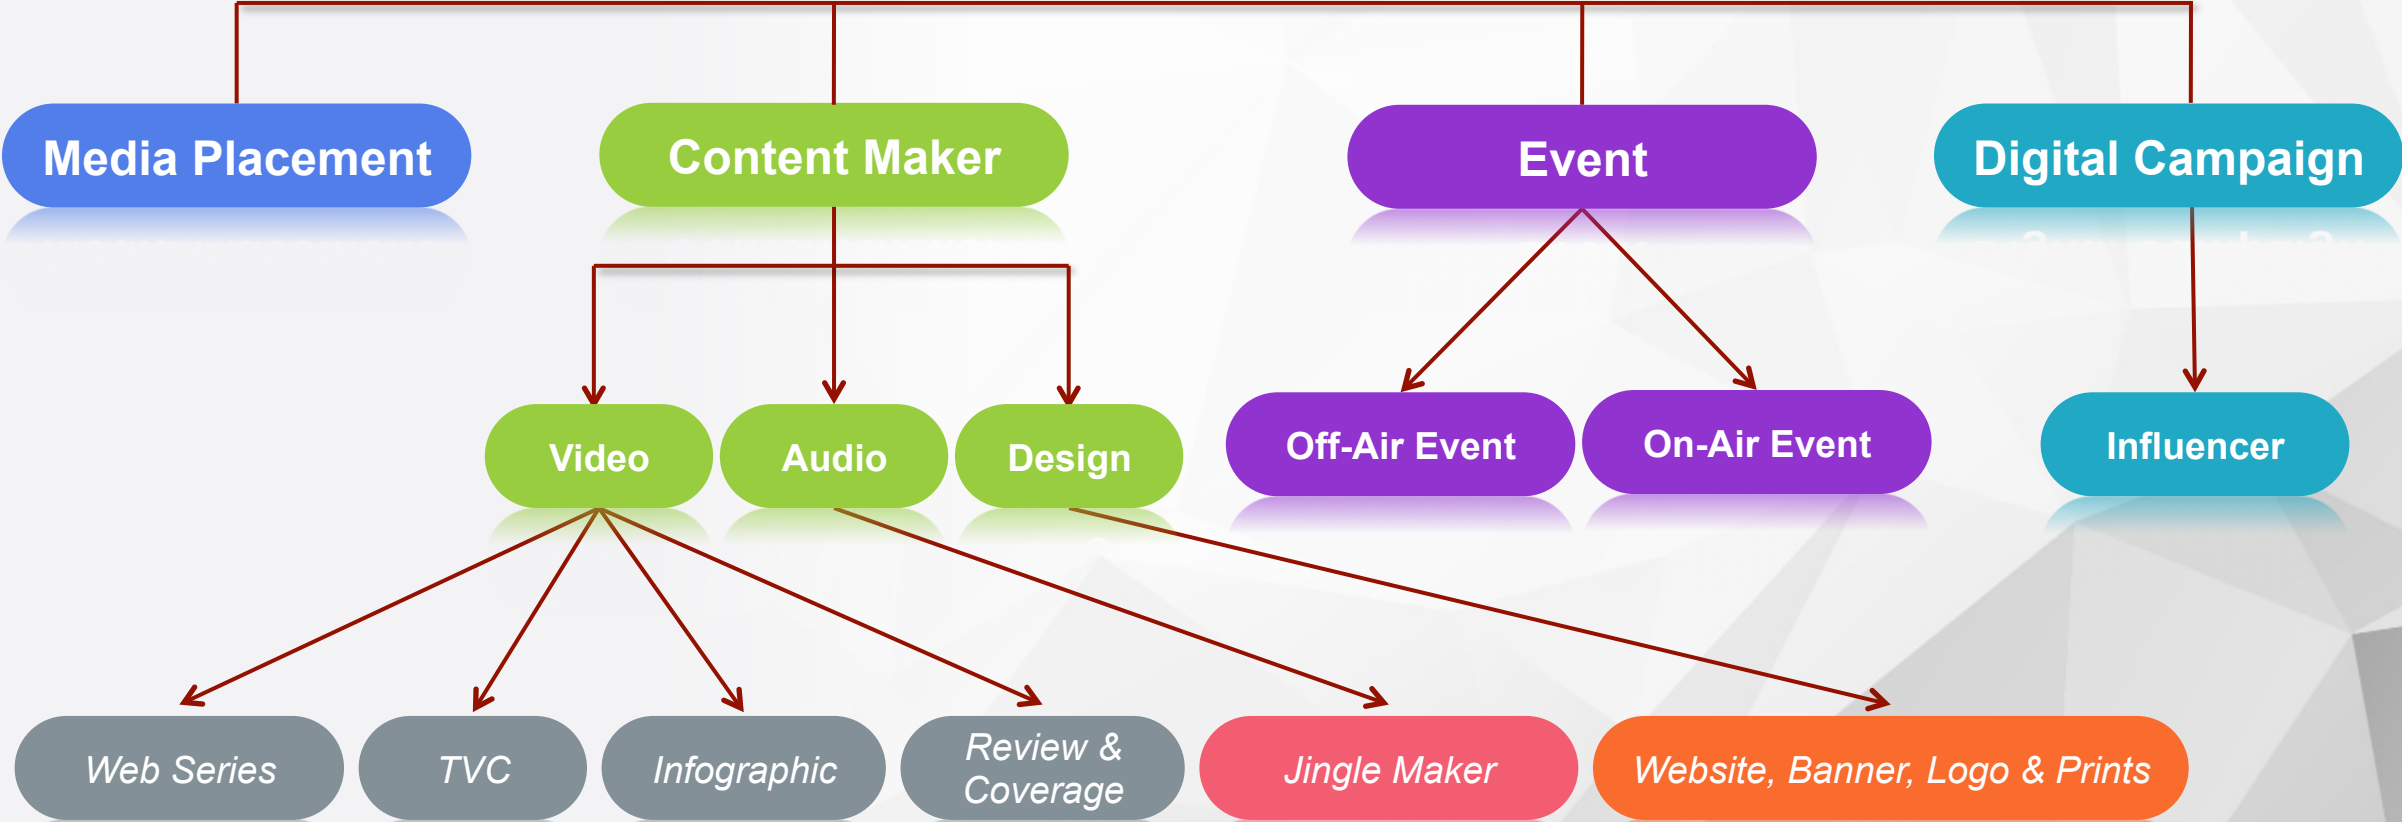 Media Placement
Content Maker
Event
Digital Campaign
Video
Audio
Design
Off-Air Event
On-Air Event
Influencer
Web Series
TVC
Infographic
Review &
Coverage
Jingle Maker
Website, Banner, Logo & Prints